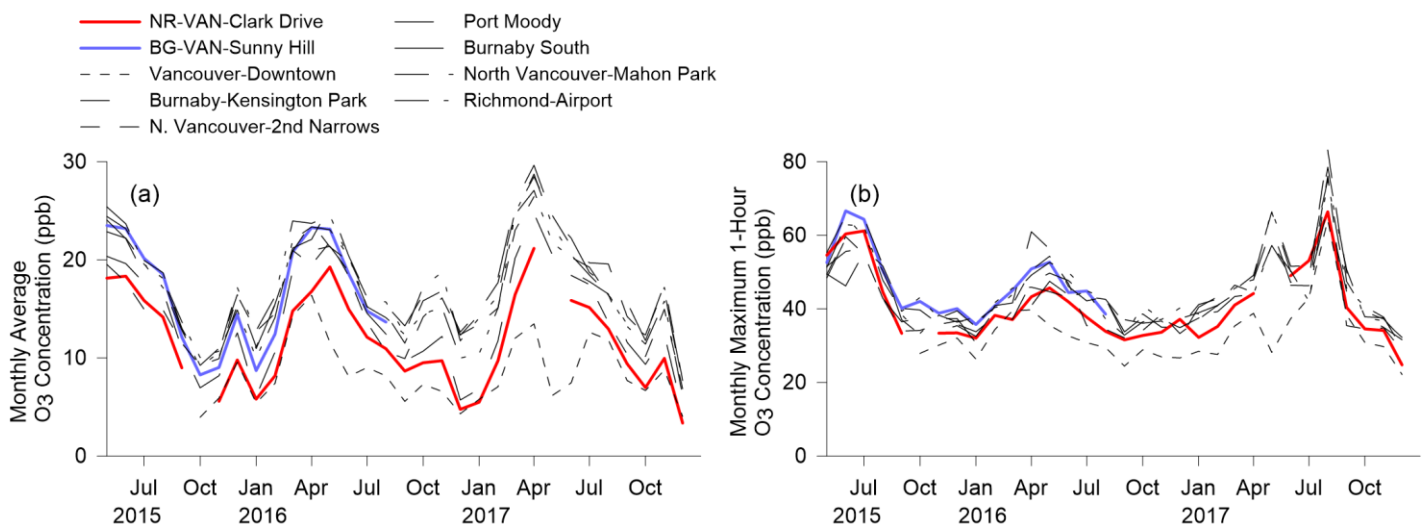 NR-VAN-Clark Drive
BG-VAN-Sunny Hill
Vancouver-Downtown
Burnaby-Kensington Park
N. Vancouver-2nd Narrows
Port Moody
Burnaby South
North Vancouver-Mahon Park
Richmond-Airport
Monthly Average
O3 Concentration (ppb)
30
20
10
0
(a)
Jul Oct Jan Apr Jul Oct Jan Apr Jul Oct
2015 2016 2017
Monthly Maximum 1-Hour
O3 Concentration (ppb)
80
60
40
20
0
(b)
Jul Oct Jan Apr Jul Oct Jan Apr Jul Oct
2015 2016 2017